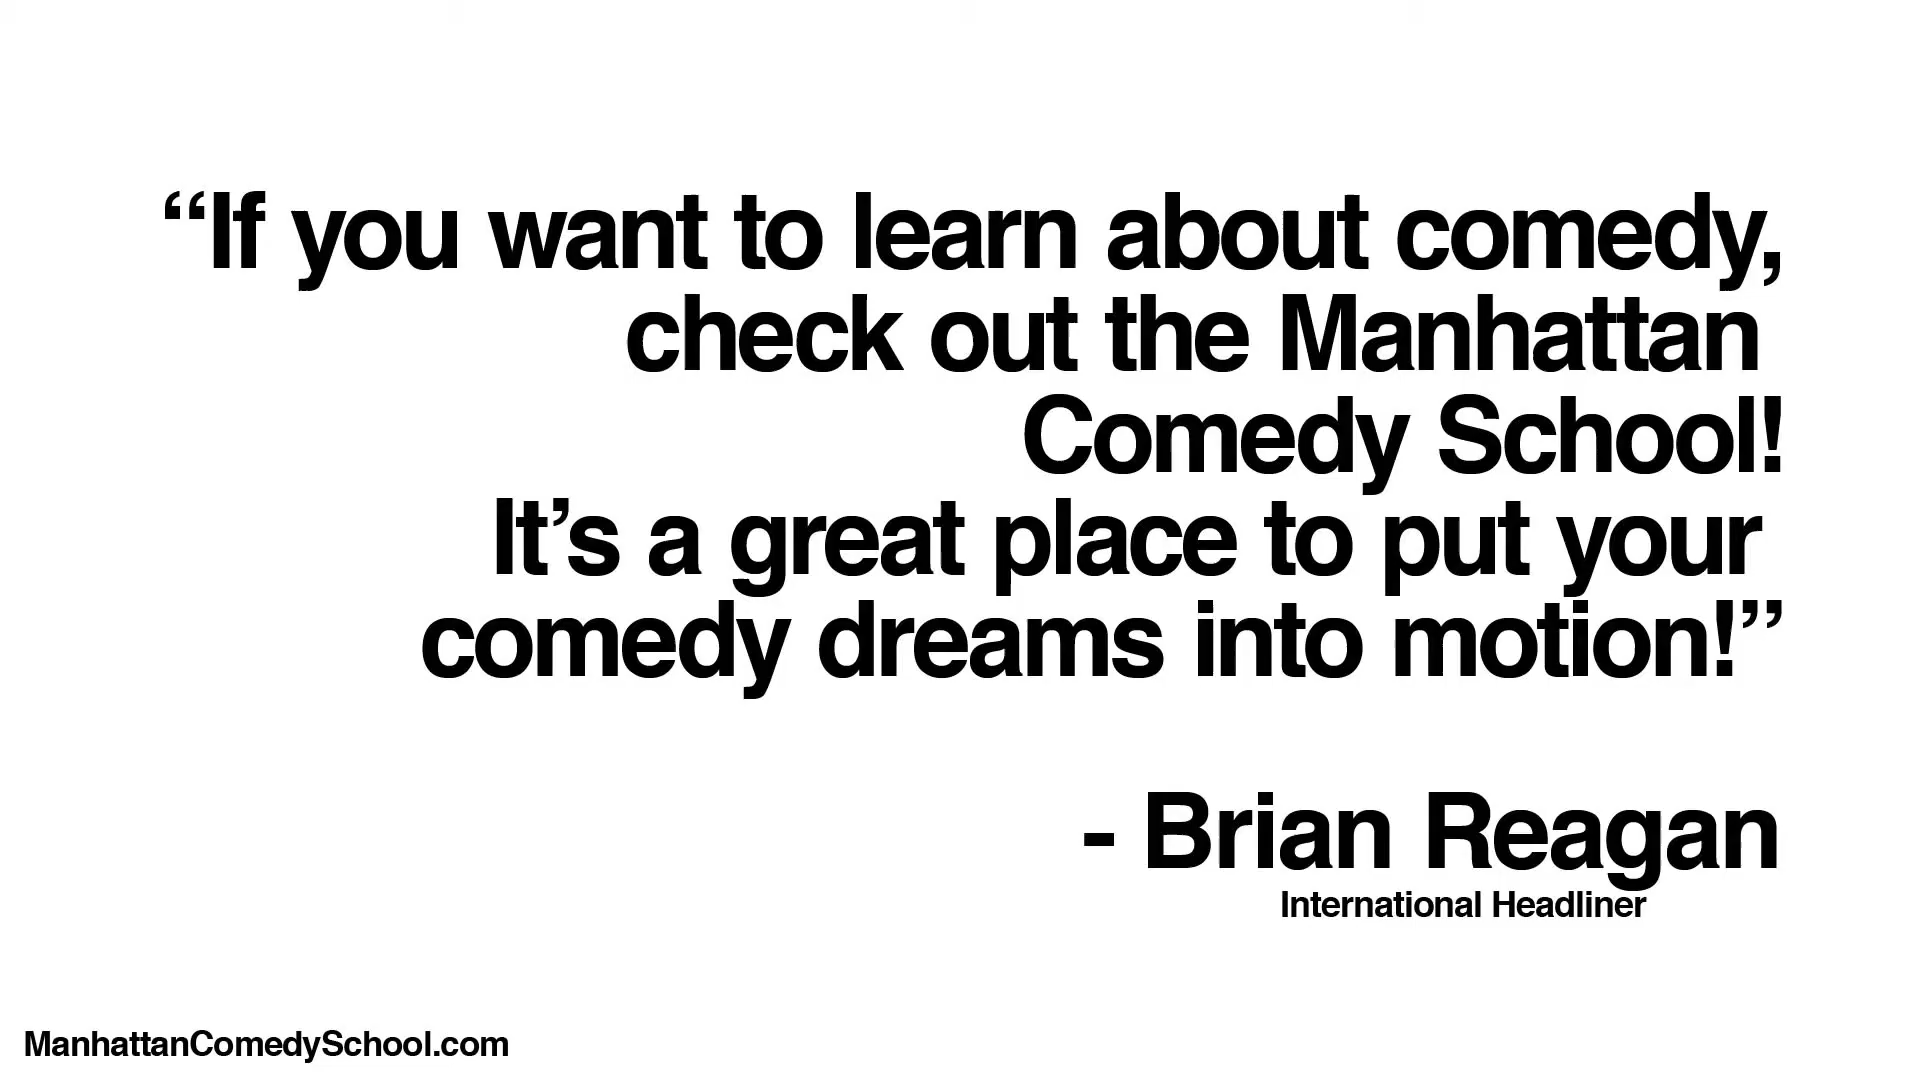 “If you want to learn about comedy,
check out the Manhattan
Comedy School!
It’s a great place to put your
comedy dreams into motion!”
- Brian Reagan
International Headliner
ManhattanComedySchool.com